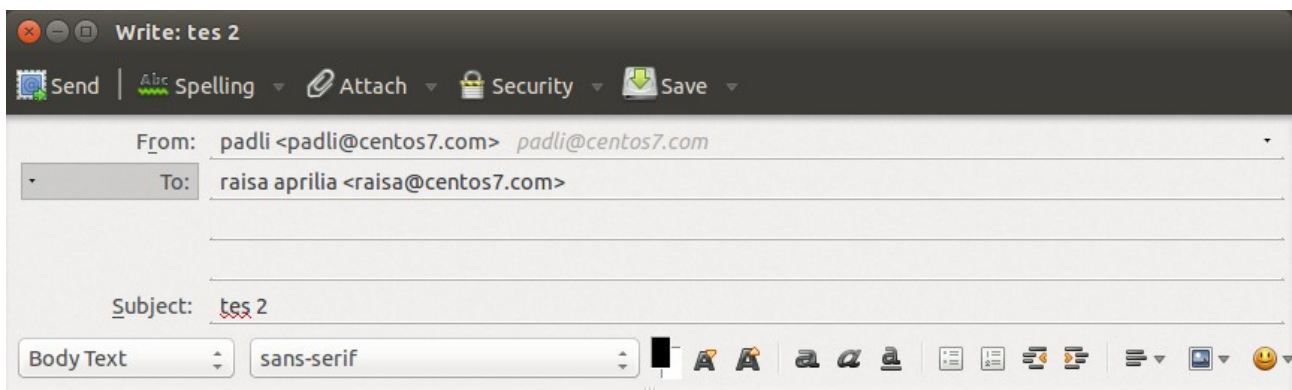 Write: tes 2
Send Abc Spelling Attach Security Save
From: padli <padli@centos7.com> padli@centos7.com
To: raisa aprilia <raisa@centos7.com>
Subject: tes 2
Body Text sans-serif